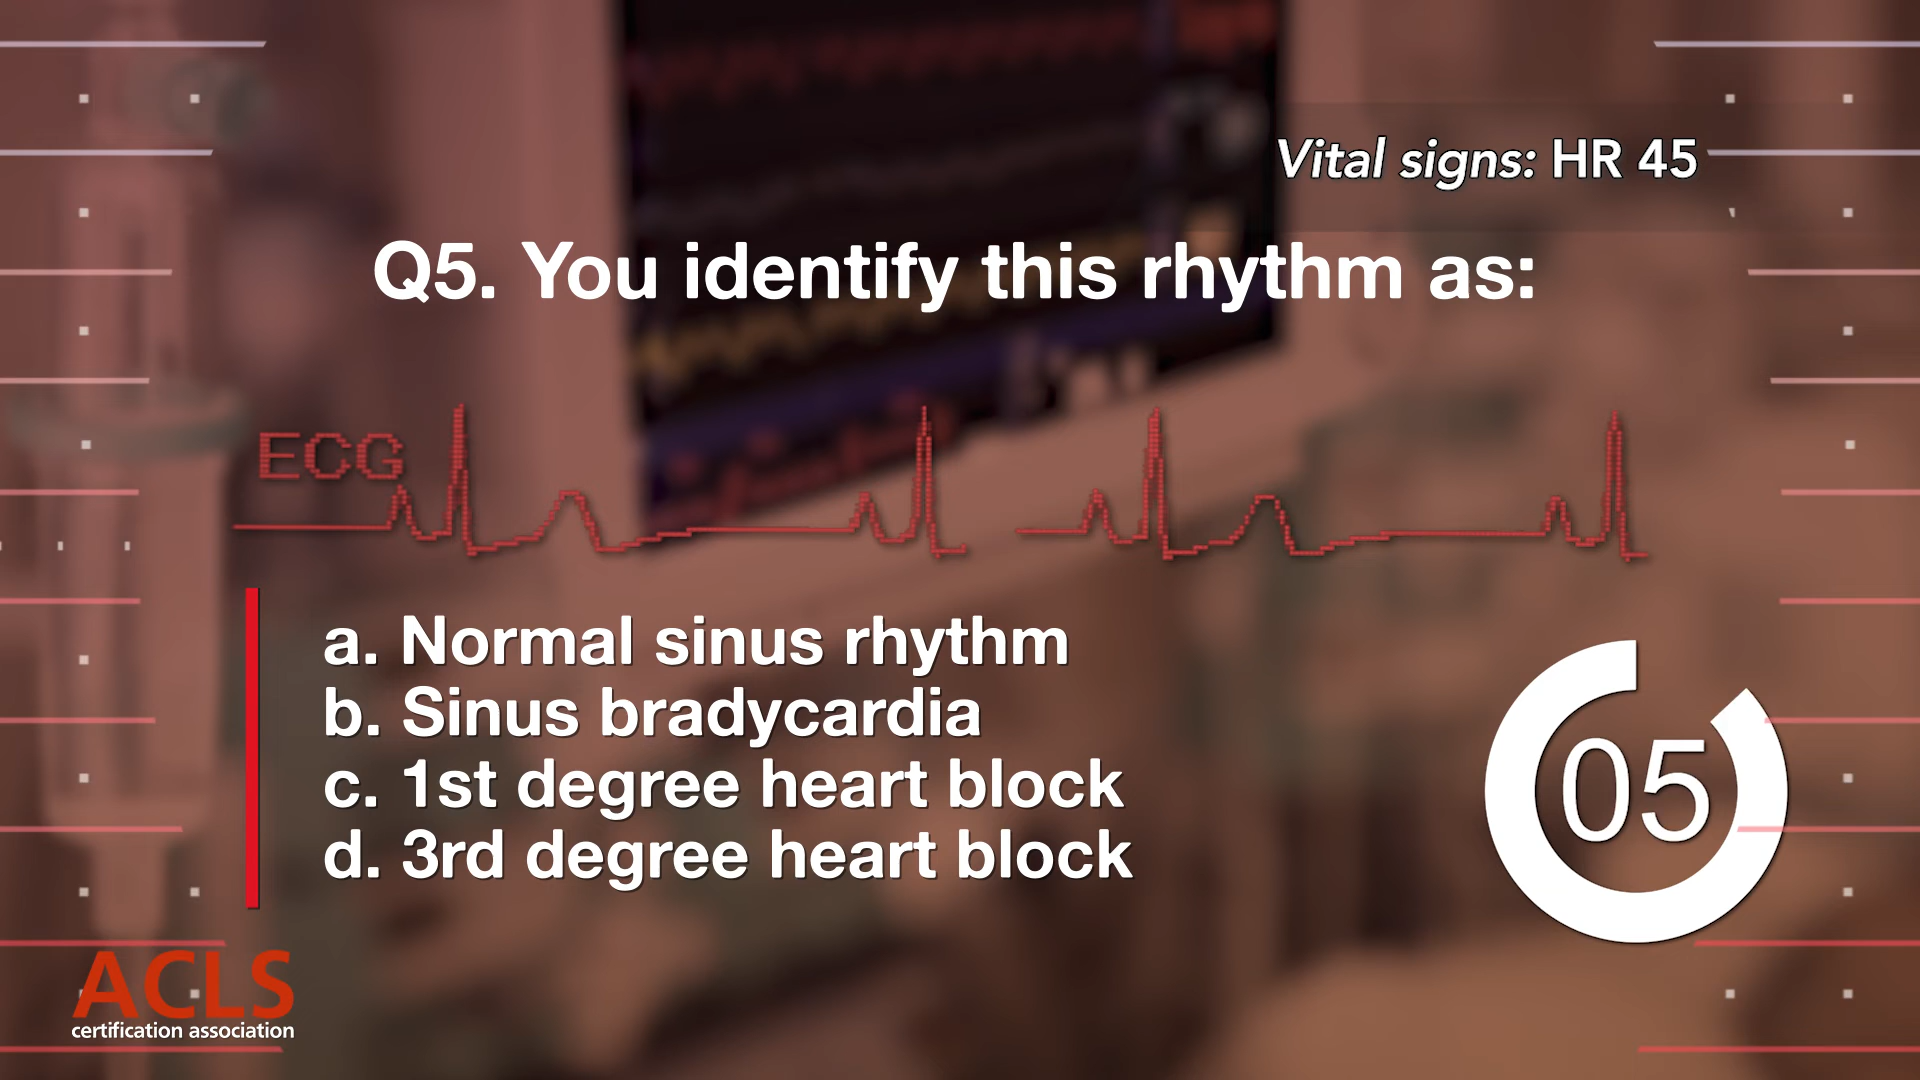 Vital signs: HR 45
Q5. You identify this rhythm as:
ECG
a. Normal sinus rhythm
b. Sinus bradycardia
c. 1st degree heart block
d. 3rd degree heart block
05
ACLS
certification association